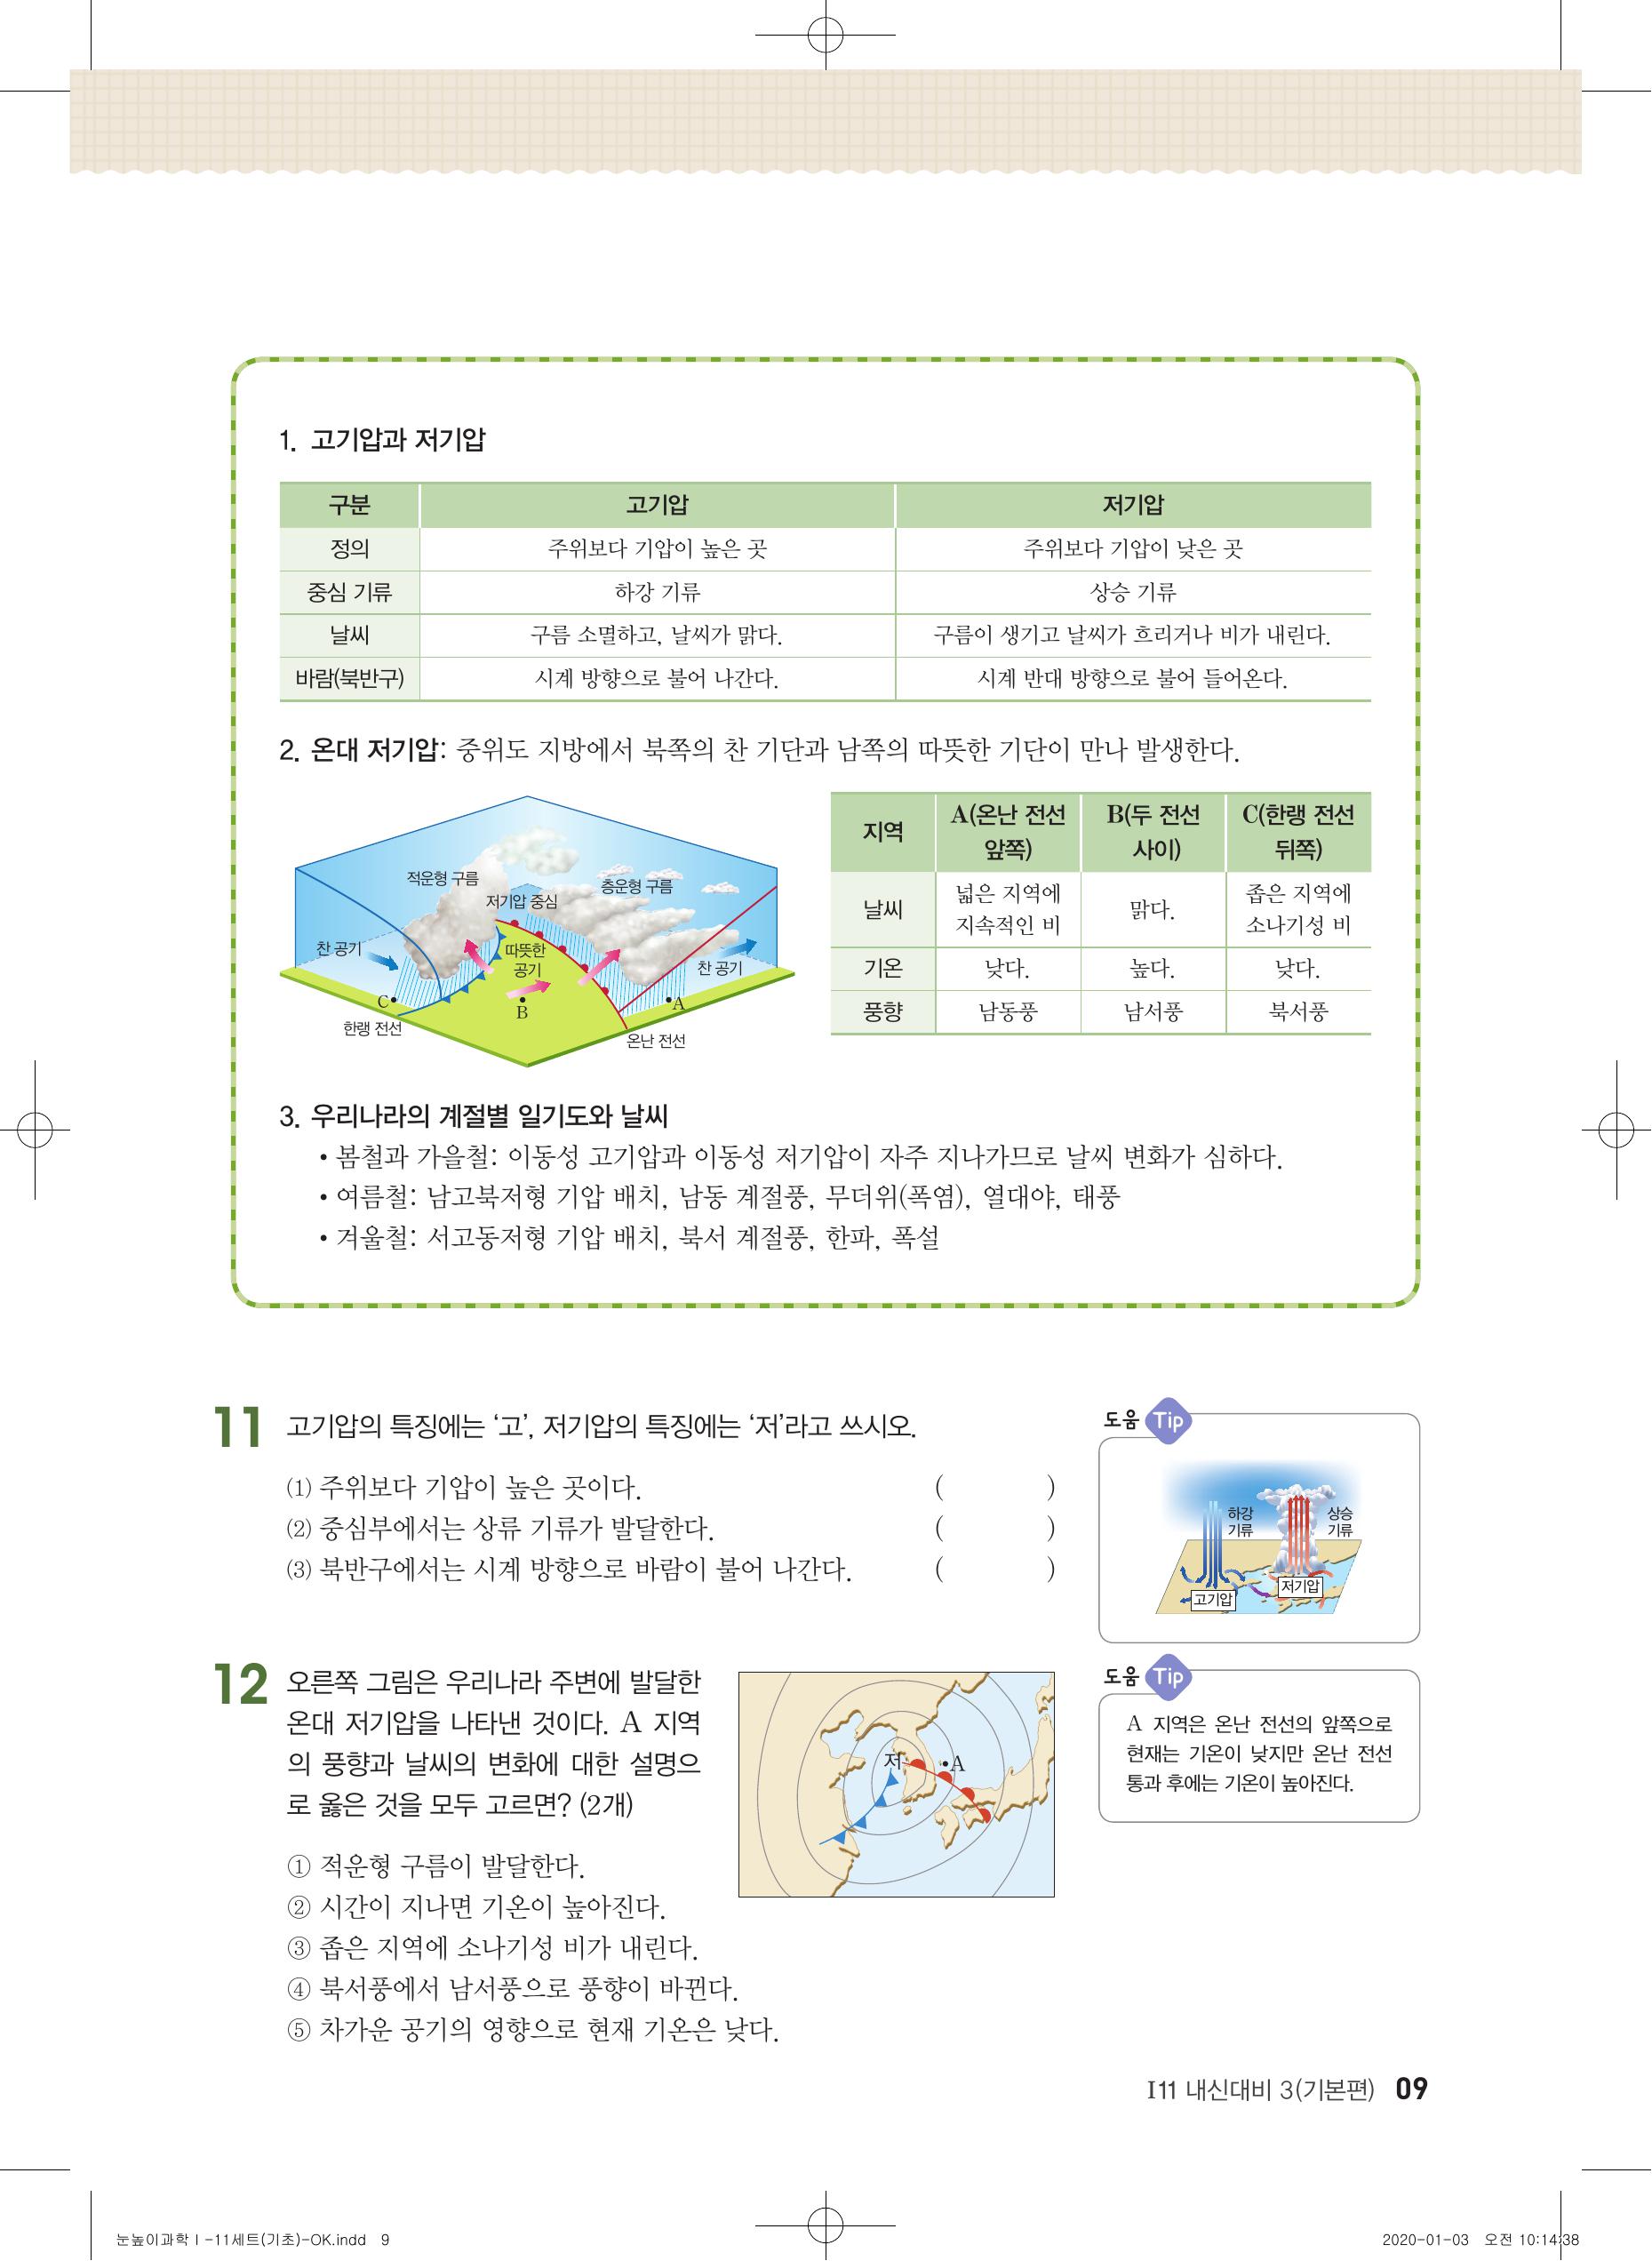 1. 고기압과 저기압
구분 고기압 저기압
정의 주위보다 기압이 높은 곳 주위보다 기압이 낮은 곳
중심 기류 하강 기류 상승 기류
날씨 구름 소멸하고, 날씨가 맑다. 구름이 생기고 날씨가 흐리거나 비가 내린다.
바람(북반구) 시계 방향으로 불어 나간다. 시계 반대 방향으로 불어 들어온다.
2. 온대 저기압: 중위도 지방에서 북쪽의 찬 기단과 남쪽의 따뜻한 기단이 만나 발생한다.
적운형 구름
층운형 구름
저기압 중심
찬 공기
따뜻한
공기
찬 공기
C
B
A
한랭 전선
온난 전선
지역 A(온난 전선 앞쪽) B(두 전선 사이) C(한랭 전선 뒤쪽)
날씨 넓은 지역에 지속적인 비 맑다. 좁은 지역에 소나기성 비
기온 낮다. 높다. 낮다.
풍향 남동풍 남서풍 북서풍
3. 우리나라의 계절별 일기도와 날씨
• 봄철과 가을철: 이동성 고기압과 이동성 저기압이 자주 지나가므로 날씨 변화가 심하다.
• 여름철: 남고북저형 기압 배치, 남동 계절풍, 무더위(폭염), 열대야, 태풍
• 겨울철: 서고동저형 기압 배치, 북서 계절풍, 한파, 폭설
11 고기압의 특징에는 ‘고’, 저기압의 특징에는 ‘저’라고 쓰시오.
⑴ 주위보다 기압이 높은 곳이다. ( )
⑵ 중심부에서는 상류 기류가 발달한다. ( )
⑶ 북반구에서는 시계 방향으로 바람이 불어 나간다. ( )
도움 Tip
하강
기류
상승
기류
고기압
저기압
12 오른쪽 그림은 우리나라 주변에 발달한
온대 저기압을 나타낸 것이다. A 지역
의 풍향과 날씨의 변화에 대한 설명으
로 옳은 것을 모두 고르면? (2개)
저
A
① 적운형 구름이 발달한다.
② 시간이 지나면 기온이 높아진다.
③ 좁은 지역에 소나기성 비가 내린다.
④ 북서풍에서 남서풍으로 풍향이 바뀐다.
⑤ 차가운 공기의 영향으로 현재 기온은 낮다.
도움 Tip
A 지역은 온난 전선의 앞쪽으로
현재는 기온이 낮지만 온난 전선
통과 후에는 기온이 높아진다.
I11 내신대비 3(기본편) 09
눈높이과학Ⅰ-11세트(기초)-OK.indd 9
2020-01-03 오전 10:14:38